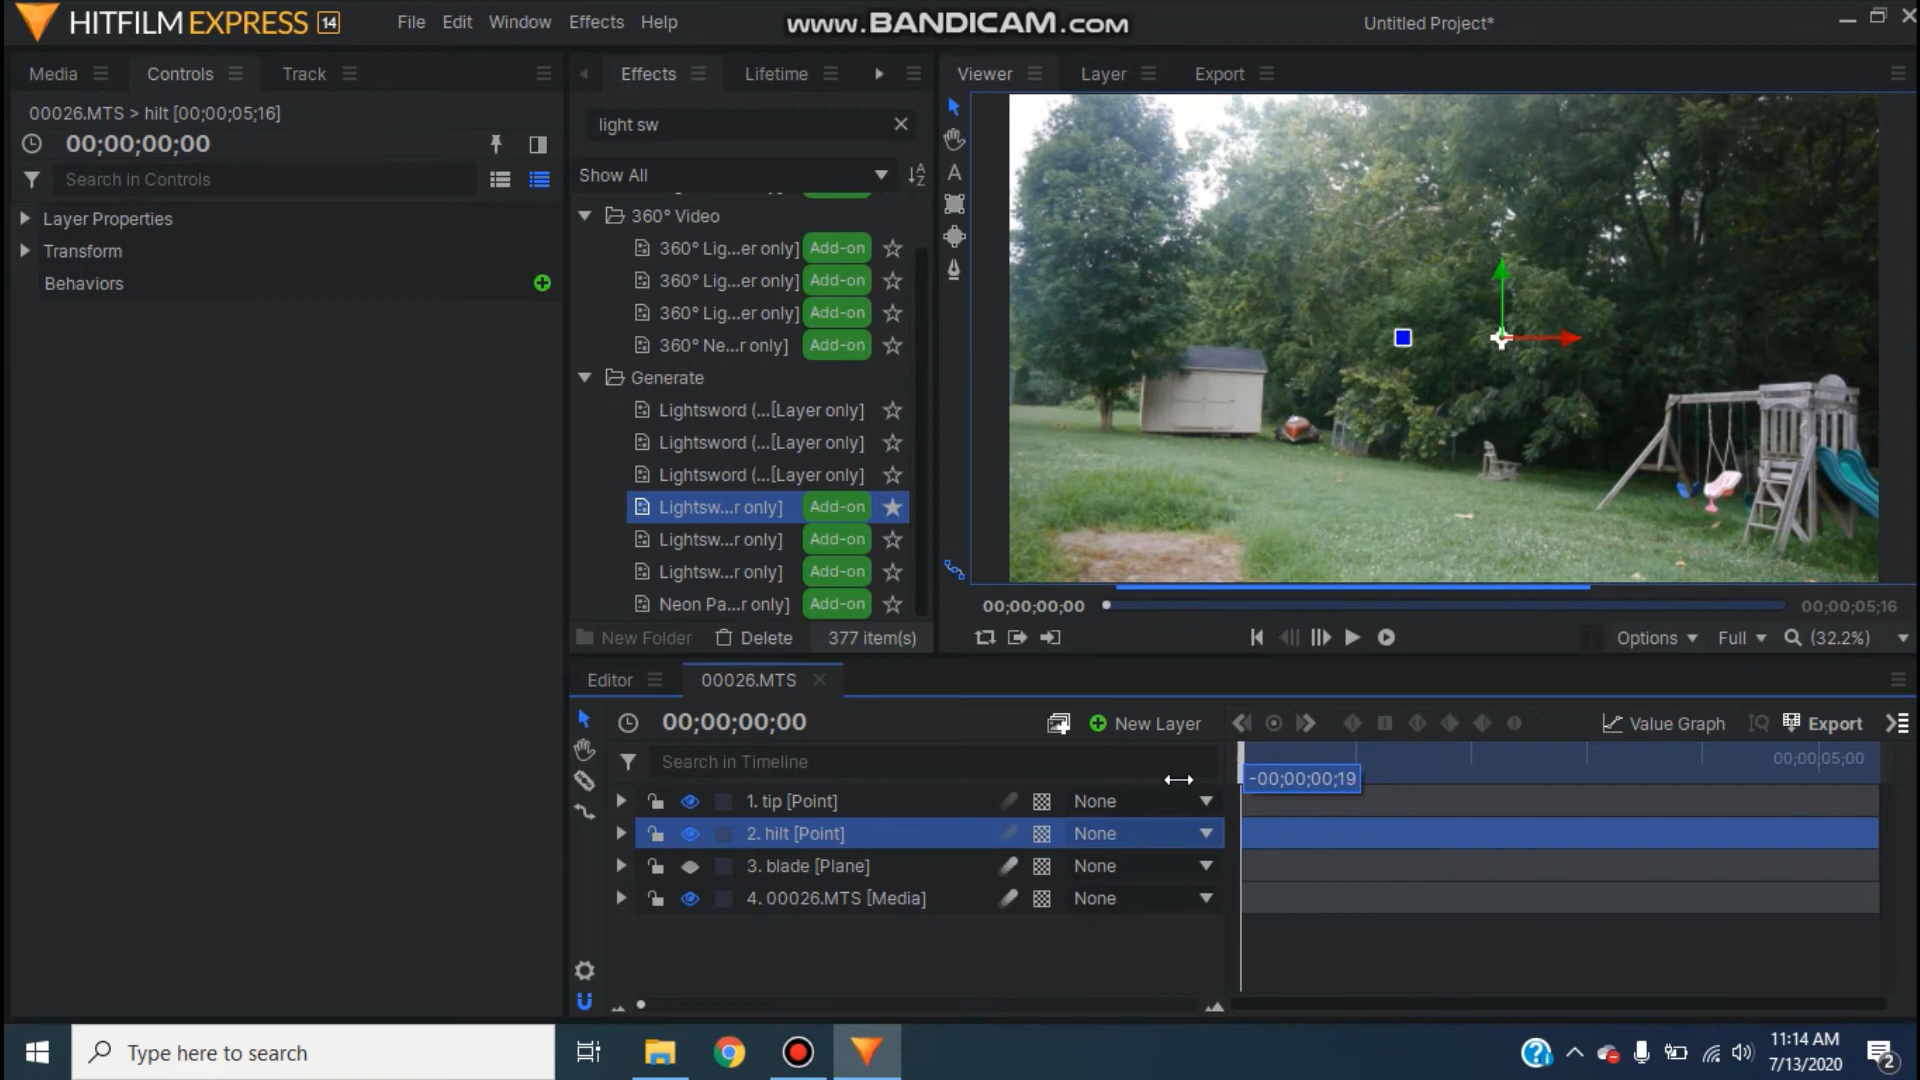 HITFILM EXPRESS 14
File Edit Window Effects Help
www.BANDICAM.com
Untitled Project*
Media Controls Track
00026.MTS > hilt [00;00;05;16]
00;00;00;00
Search in Controls
Layer Properties
Transform
Behaviors
Effects Lifetime
light sw
Show All
360° Video
360° Lig...er only] Add-on
360° Lig...er only] Add-on
360° Lig...er only] Add-on
360° Ne...r only] Add-on
Generate
Lightsword (...[Layer only]
Lightsword (...[Layer only]
Lightsword (...[Layer only]
Lightsw...r only] Add-on
Lightsw...r only] Add-on
Lightsw...r only] Add-on
Neon Pa...r only] Add-on
New Folder Delete 377 item(s)
Viewer Layer Export
00;00;00;00 00;00;05;16
Options Full (32.2%)
Editor 00026.MTS
00;00;00;00 New Layer Value Graph Export
Search in Timeline
00;00;05;00
-00;00;00;19
1. tip [Point] None
2. hilt [Point] None
3. blade [Plane] None
4. 00026.MTS [Media] None
Type here to search
11:14 AM
7/13/2020
2